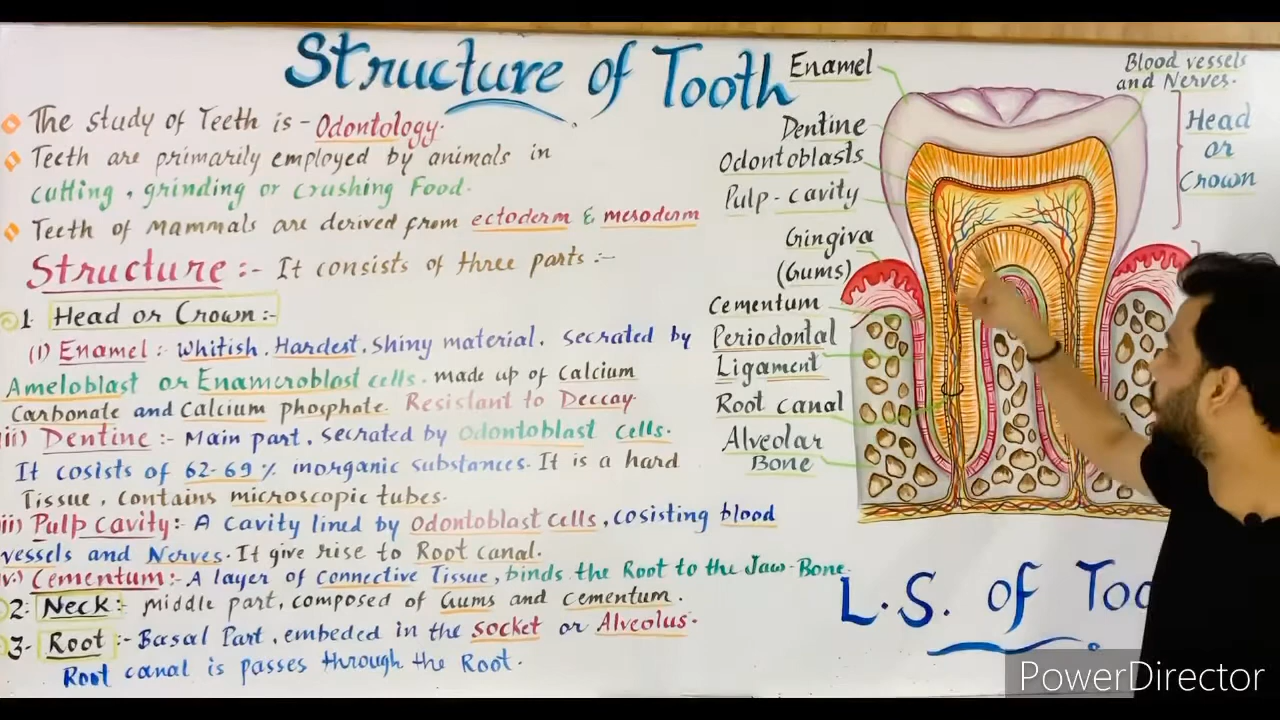 Structure of Tooth
The study of Teeth is - Odontology.
Teeth are primarily employed by animals in
cutting, grinding or crushing Food.
Teeth of Mammals are derived from ectoderm & mesoderm
Structure :- It consists of three parts :-
1. Head or Crown :-
(i) Enamel :- Whitish, Hardest, Shiny material, Secrated by
Ameloblast or Enameroblast cells. made up of Calcium
Carbonate and Calcium phosphate. Resistant to Deccay.
ii) Dentine :- Main part, Secrated by Odontoblast cells.
It cosists of 62-69% inorganic substances. It is a hard
Tissue, contains microscopic tubes.
iii) Pulp cavity :- A cavity lined by Odontoblast cells, cosisting blood
vessels and Nerves. It give rise to Root canal.
iv) Cementum :- A layer of Connective Tissue, binds the Root to the Jaw-Bone.
2. Neck :- middle part, composed of Gums and cementum.
3. Root :- Basal Part, embeded in the Socket or Alveolus.
Root canal is passes through the Root.
Enamel
Dentine
Odontoblasts
Pulp-cavity
Gingiva
(Gums)
Cementum
Periodontal
Ligament
Root canal
Alveolar
Bone
Blood vessels
and Nerves.
Head
or
Crown
L.S. of Too
PowerDirector